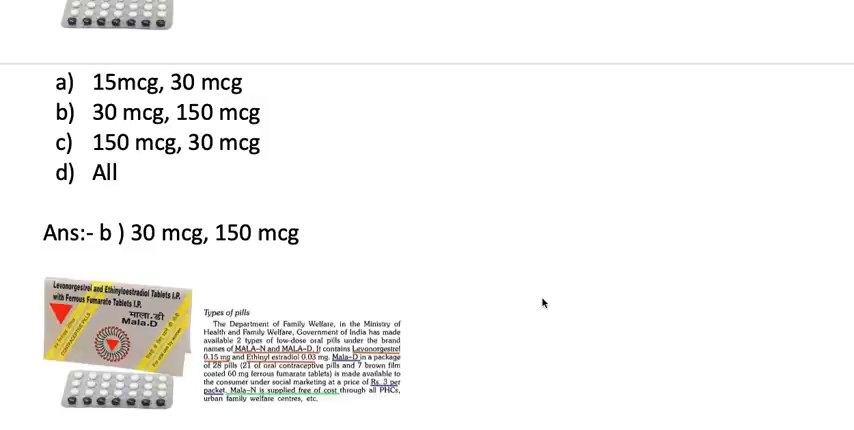 a) 15mcg, 30 mcg
b) 30 mcg, 150 mcg
c) 150 mcg, 30 mcg
d) All
Ans:- b ) 30 mcg, 150 mcg
Levonorgestrel and Ethinyloestradiol Tablets I.P.
with Ferrous Fumarate Tablets I.P.
माला.डी
Mala.D
Types of pills
The Department of Family Welfare, in the Ministry of
Health and Family Welfare, Government of India has made
available 2 types of low-dose oral pills under the brand
names of MALA-N and MALA-D. It contains Levonorgestrel
0.15 mg and Ethinyl estradiol 0.03 mg. Mala-D in a package
of 28 pills (21 of oral contraceptive pills and 7 brown film
coated 60 mg ferrous fumarate tablets) is made available to
the consumer under social marketing at a price of Rs. 3 per
packet. Mala-N is supplied free of cost through all PHCs,
urban family welfare centres, etc.